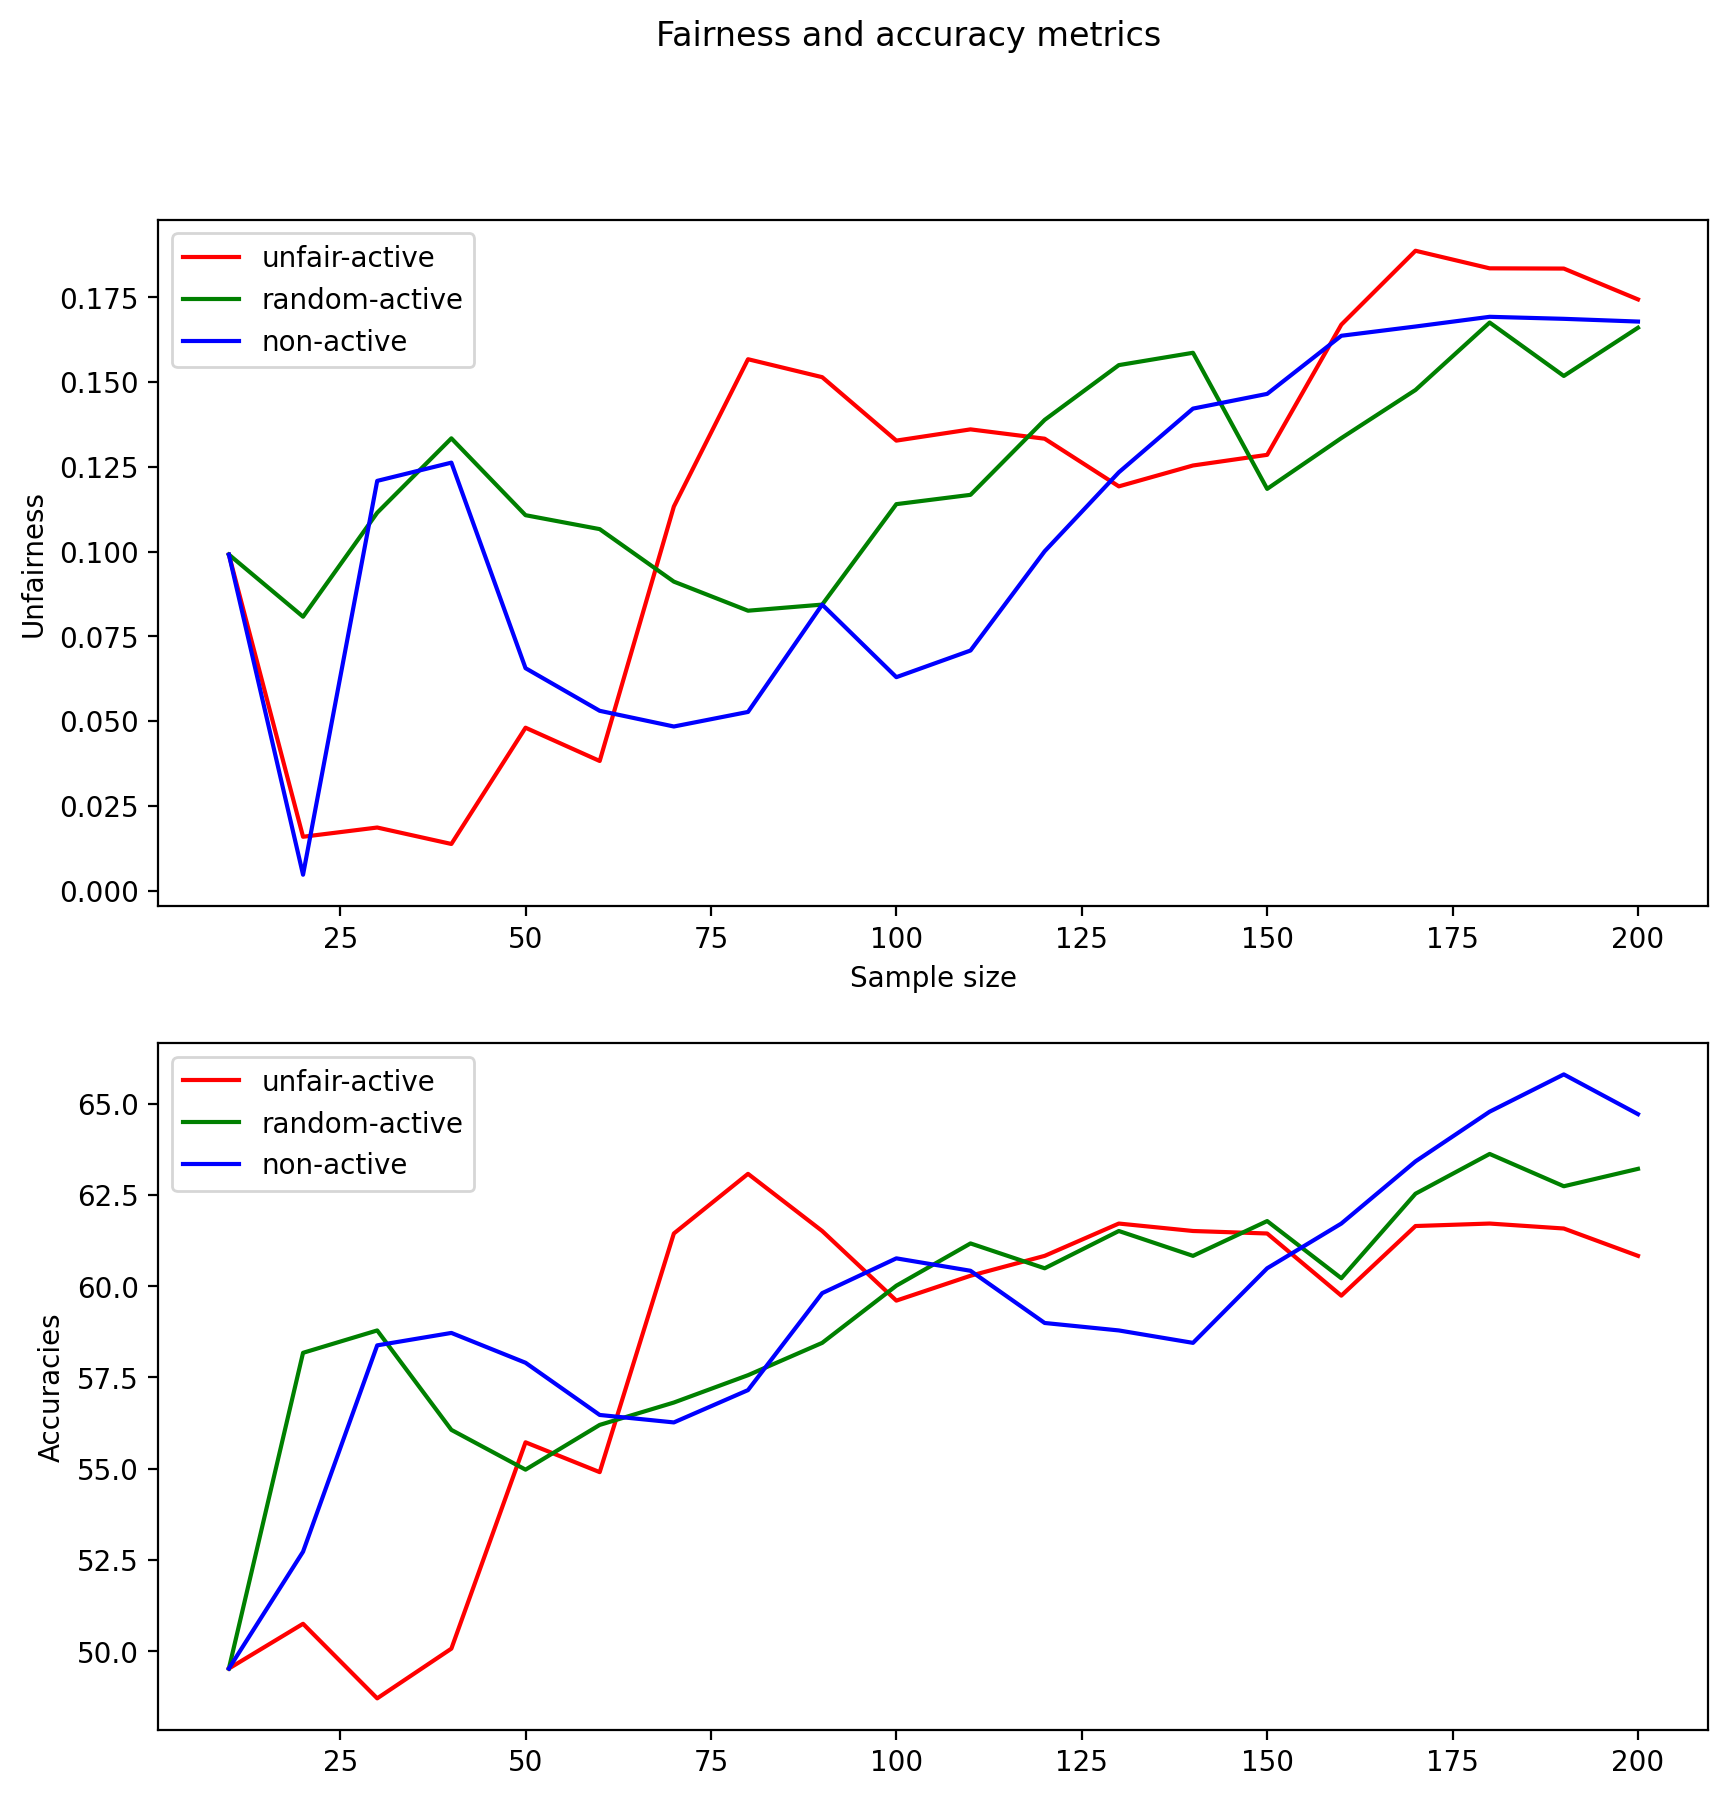 Fairness and accuracy metrics
unfair-active
random-active
non-active
0.175
0.150
0.125
0.100
0.075
0.050
0.025
0.000
Unfairness
25 50 75 100 125 150 175 200
Sample size
unfair-active
random-active
non-active
65.0
62.5
60.0
57.5
55.0
52.5
50.0
Accuracies
25 50 75 100 125 150 175 200